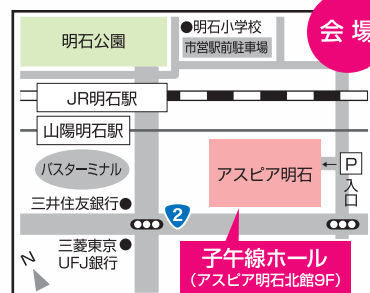 明石公園
●明石小学校
市営駅前駐車場
会場
JR明石駅
山陽明石駅
バスターミナル
アスピア明石
P
入口
三井住友銀行●
2
三菱東京●
UFJ銀行
N
子午線ホール
(アスピア明石北館9F)